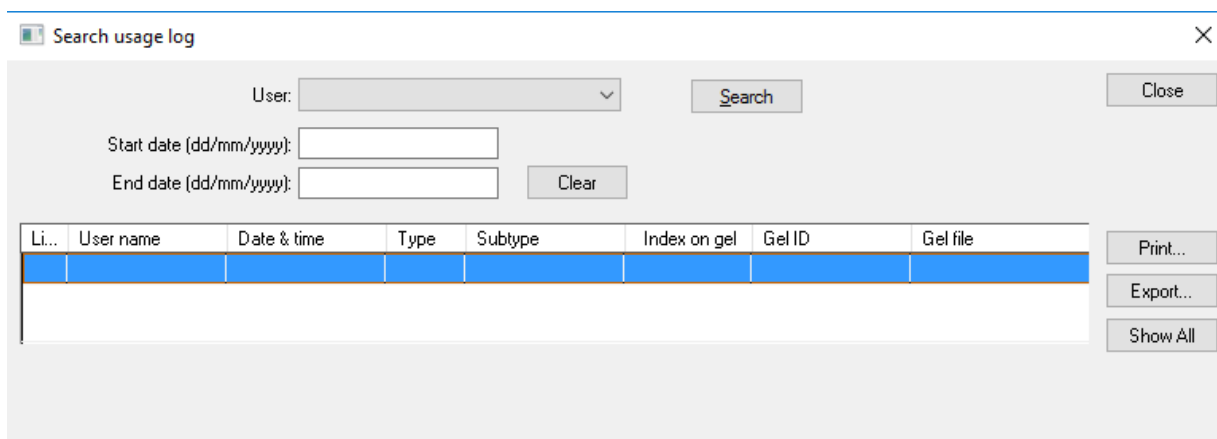 Search usage log
User:
Search
Close
Start date (dd/mm/yyyy):
End date (dd/mm/yyyy):
Clear
Li... User name Date & time Type Subtype Index on gel Gel ID Gel file
Print...
Export...
Show All